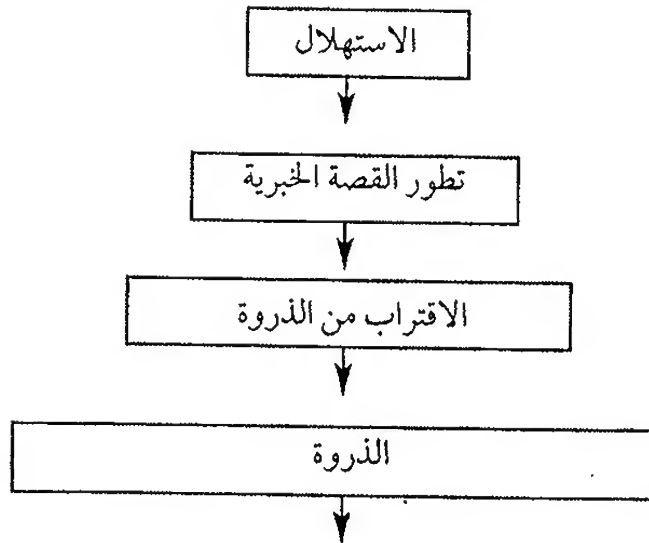 الاستهلال
تطور القصة الخبرية
الاقتراب من الذروة
الذروة